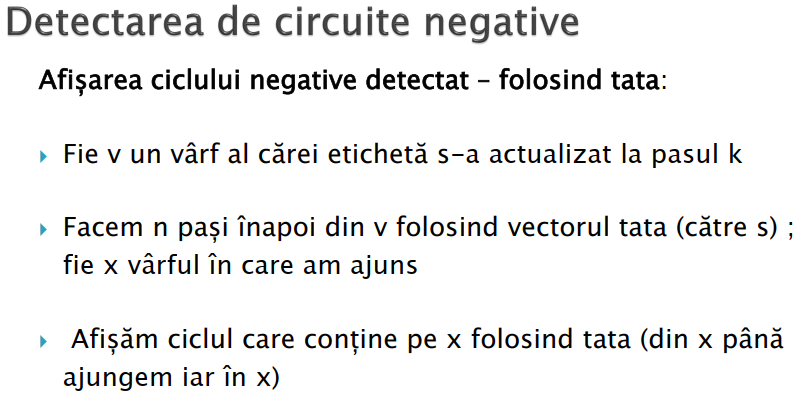 Detectarea de circuite negative
Afișarea ciclului negative detectat – folosind tata:
Fie v un vârf al cărei etichetă s-a actualizat la pasul k
Facem n pași înapoi din v folosind vectorul tata (către s) ;
fie x vârful în care am ajuns
Afișăm ciclul care conține pe x folosind tata (din x până
ajungem iar în x)